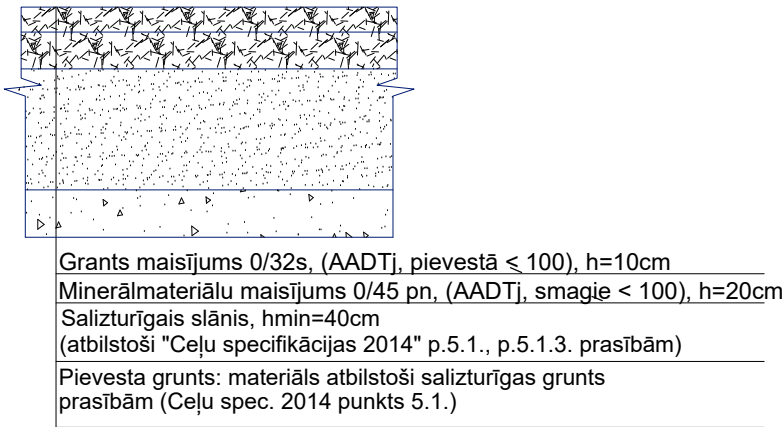 Grants maisījums 0/32s, (AADTj, pievestā < 100), h=10cm
Minerālmateriālu maisījums 0/45 pn, (AADTj, smagie < 100), h=20cm
Salizturīgais slānis, hmin=40cm
(atbilstoši "Ceļu specifikācijas 2014" p.5.1., p.5.1.3. prasībām)
Pievesta grunts: materiāls atbilstoši salizturīgas grunts
prasībām (Ceļu spec. 2014 punkts 5.1.)